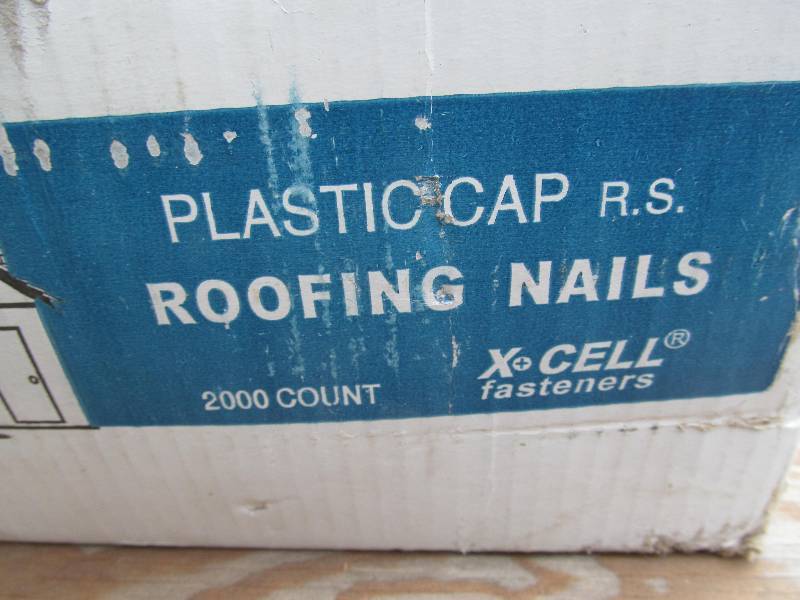 PLASTIC CAP R.S.
ROOFING NAILS
2000 COUNT
X+CELL®
fasteners